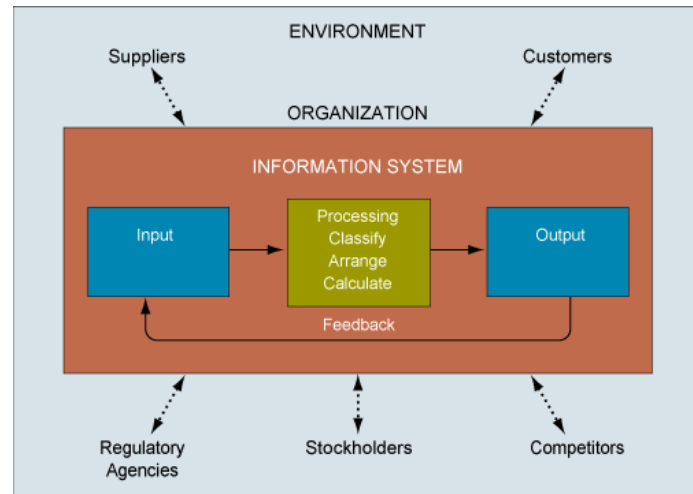 ENVIRONMENT
Suppliers
Customers
ORGANIZATION
INFORMATION SYSTEM
Input
Processing
Classify
Arrange
Calculate
Output
Feedback
Regulatory
Agencies
Stockholders
Competitors